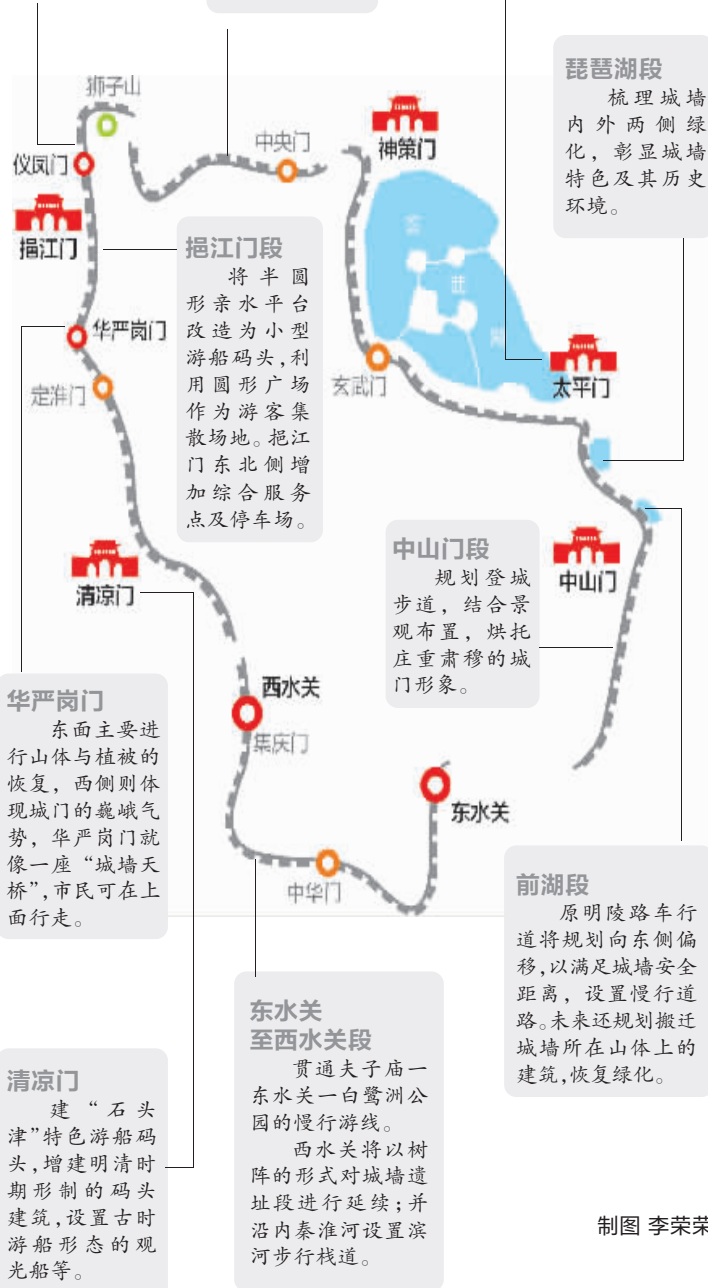 琵琶湖段
梳理城墙
内外两侧绿
化，彰显城墙
特色及其历史
环境。
狮子山
中央门
神策门
仪凤门
挹江门
挹江门段
将半圆
形亲水平台
改造为小型
游船码头,利
用圆形广场
作为游客集
散场地。挹江
门东北侧增
加综合服务
点及停车场。
华严岗门
定淮门
玄武门
太平门
清凉门
中山门段
规划登城
步道，结合景
观布置，烘托
庄重肃穆的城
门形象。
中山门
西水关
集庆门
东水关
中华门
华严岗门
东面主要进
行山体与植被的
恢复，西侧则体
现城门的巍峨气
势，华严岗门就
像一座“城墙天
桥”,市民可在上
面行走。
前湖段
原明陵路车行
道将规划向东侧偏
移,以满足城墙安全
距离，设置慢行道
路。未来还规划搬迁
城墙所在山体上的
建筑,恢复绿化。
清凉门
建“石头
津”特色游船码
头,增建明清时
期形制的码头
建筑,设置古时
游船形态的观
光船等。
东水关
至西水关段
贯通夫子庙一
东水关一白鹭洲公
园的慢行游线。
西水关将以树
阵的形式对城墙遗
址段进行延续；并
沿内秦淮河设置滨
河步行栈道。
制图 李荣荣